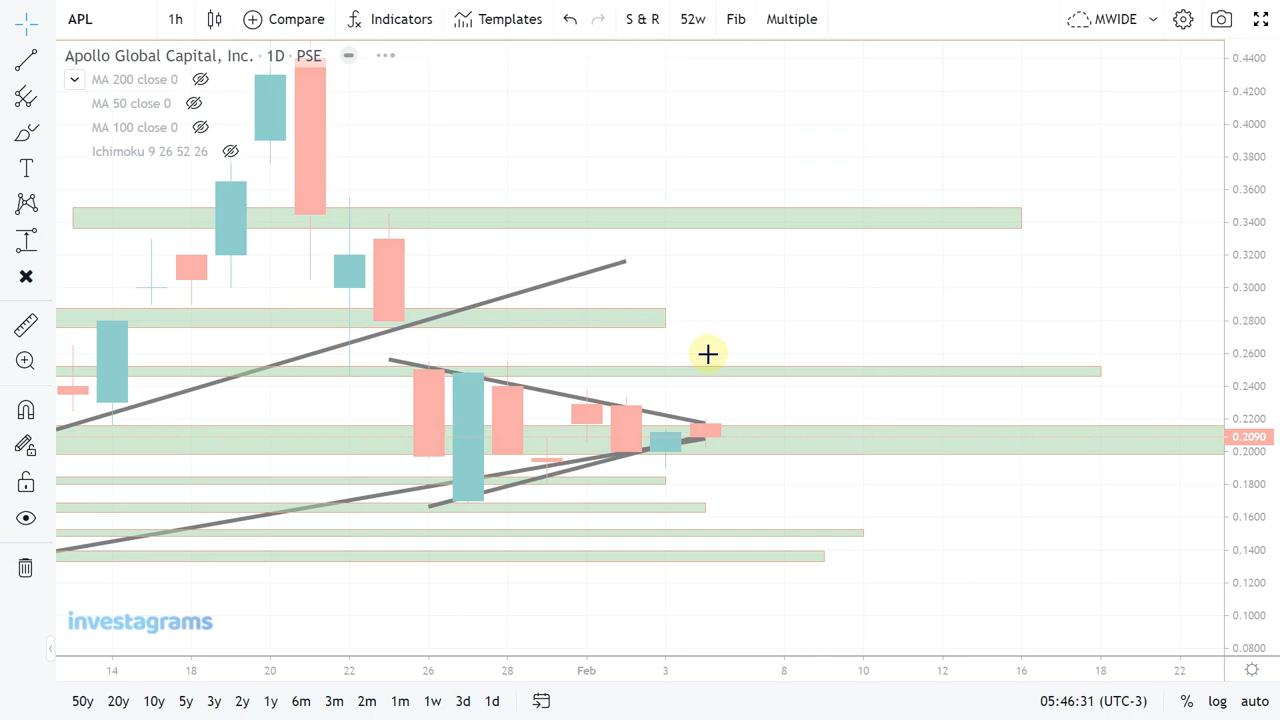 APL 1h Compare Indicators Templates S & R 52w Fib Multiple MWIDE
Apollo Global Capital, Inc. · 1D · PSE
MA 200 close 0
MA 50 close 0
MA 100 close 0
Ichimoku 9 26 52 26
0.4400
0.4200
0.4000
0.3800
0.3600
0.3400
0.3200
0.3000
0.2800
0.2600
0.2400
0.2200
0.2090
0.2000
0.1800
0.1600
0.1400
0.1200
0.1000
0.0800
investagrams
14 18 20 22 26 28 Feb 3 8 10 12 16 18 22
50y 20y 10y 5y 3y 2y 1y 6m 3m 2m 1m 1w 3d 1d 05:46:31 (UTC-3) % log auto